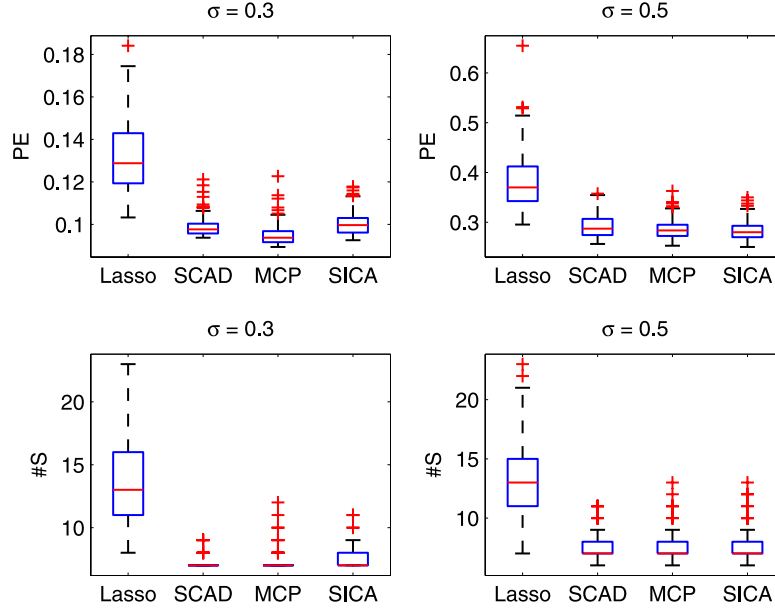 σ = 0.3
0.18
0.16
0.14
0.12
0.1
PE
Lasso SCAD MCP SICA
σ = 0.5
0.6
0.5
0.4
0.3
PE
Lasso SCAD MCP SICA
σ = 0.3
20
15
10
#S
Lasso SCAD MCP SICA
σ = 0.5
20
15
10
#S
Lasso SCAD MCP SICA